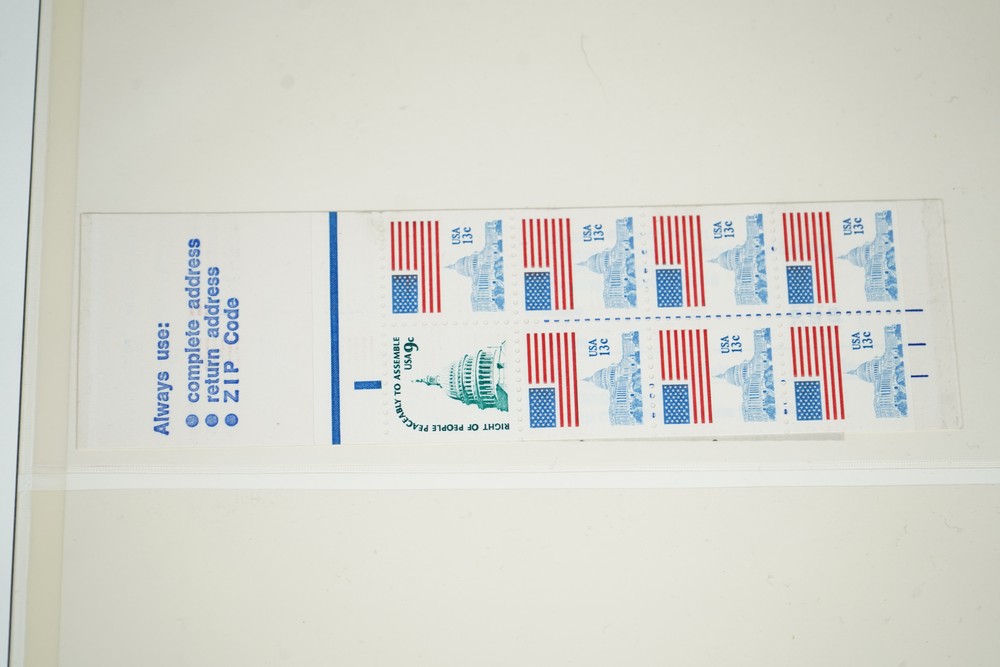 Always use:
complete address
return address
ZIP Code
USA
13c
USA
13c
USA
13c
USA
13c
RIGHT OF PEOPLE PEACEABLY TO ASSEMBLE
USA 9c
USA
13c
USA
13c
USA
13c